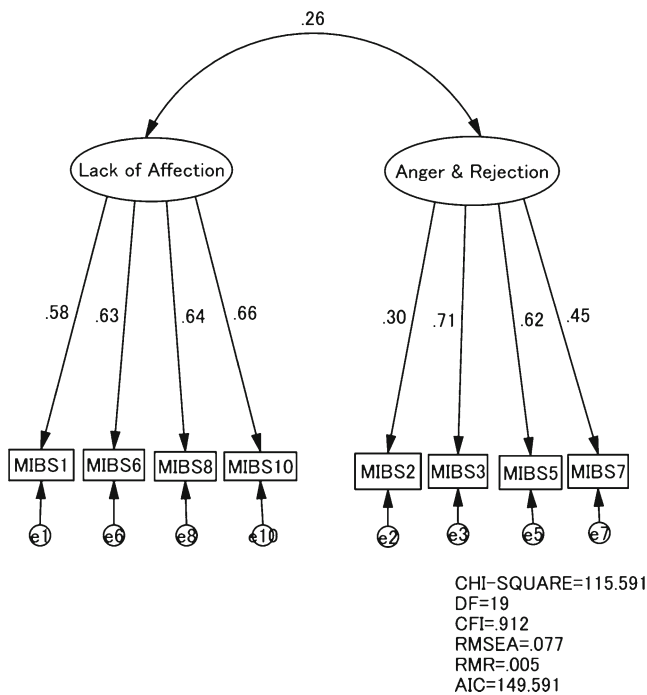 .26
Lack of Affection
Anger & Rejection
.58
.63
.64
.66
.30
.71
.62
.45
MIBS1
MIBS6
MIBS8
MIBS10
MIBS2
MIBS3
MIBS5
MIBS7
e1
e6
e8
e10
e2
e3
e5
e7
CHI-SQUARE=115.591
DF=19
CFI=.912
RMSEA=.077
RMR=.005
AIC=149.591